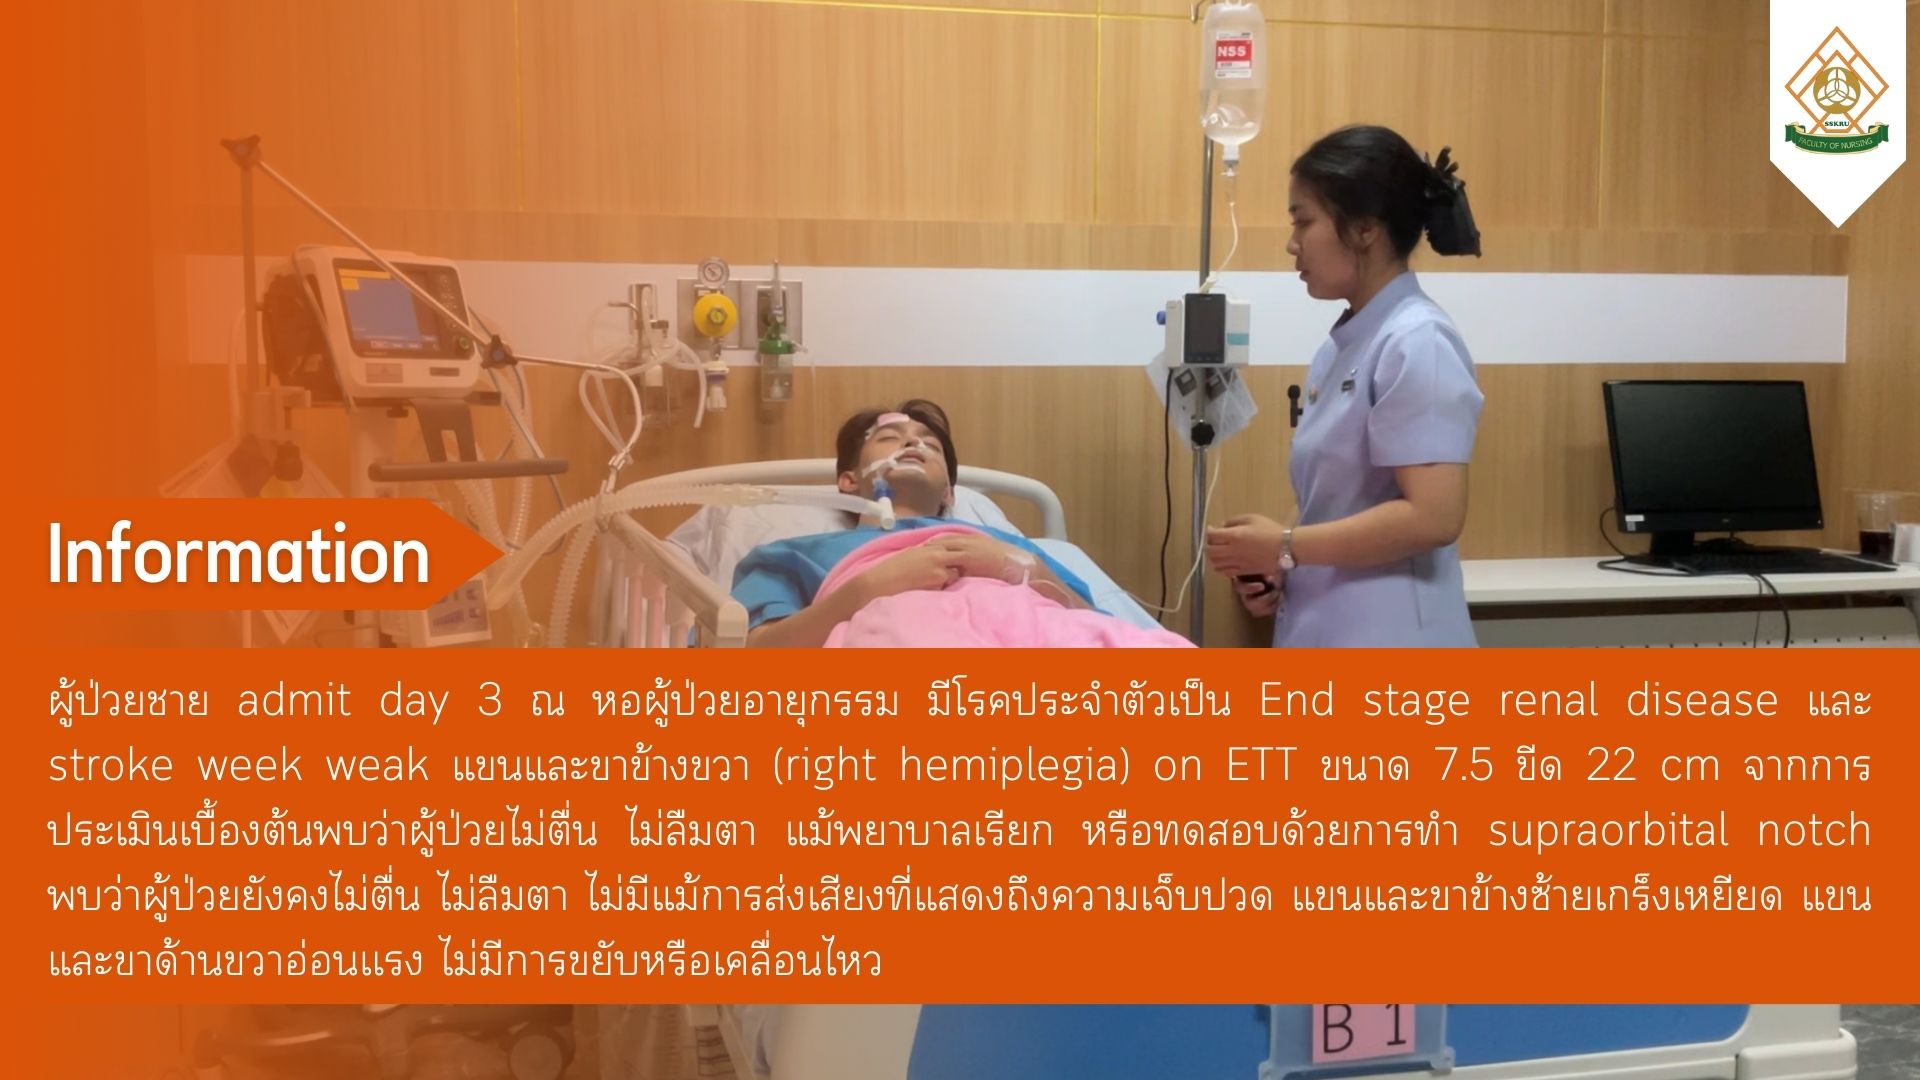 NSS
SSKRU
FACULTY OF NURSING
Information
ผู้ป่วยชาย admit day 3 ณ หอผู้ป่วยอายุกรรม มีโรคประจำตัวเป็น End stage renal disease และ
stroke week weak แขนและขาข้างขวา (right hemiplegia) on ETT ขนาด 7.5 ขีด 22 cm จากการ
ประเมินเบื้องต้นพบว่าผู้ป่วยไม่ตื่น ไม่ลืมตา แม้พยาบาลเรียก หรือทดสอบด้วยการทำ supraorbital notch
พบว่าผู้ป่วยยังคงไม่ตื่น ไม่ลืมตา ไม่มีแม้การส่งเสียงที่แสดงถึงความเจ็บปวด แขนและขาข้างซ้ายเกร็งเหยียด แขน
และขาด้านขวาอ่อนแรง ไม่มีการขยับหรือเคลื่อนไหว
B 1